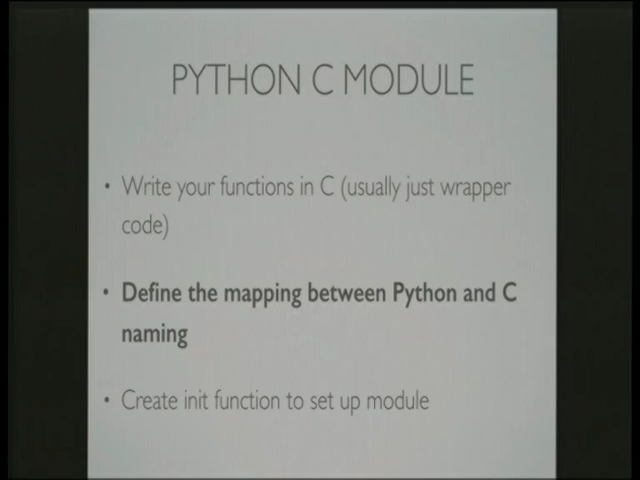 PYTHON C MODULE
• Write your functions in C (usually just wrapper
code)
• Define the mapping between Python and C
naming
• Create init function to set up module